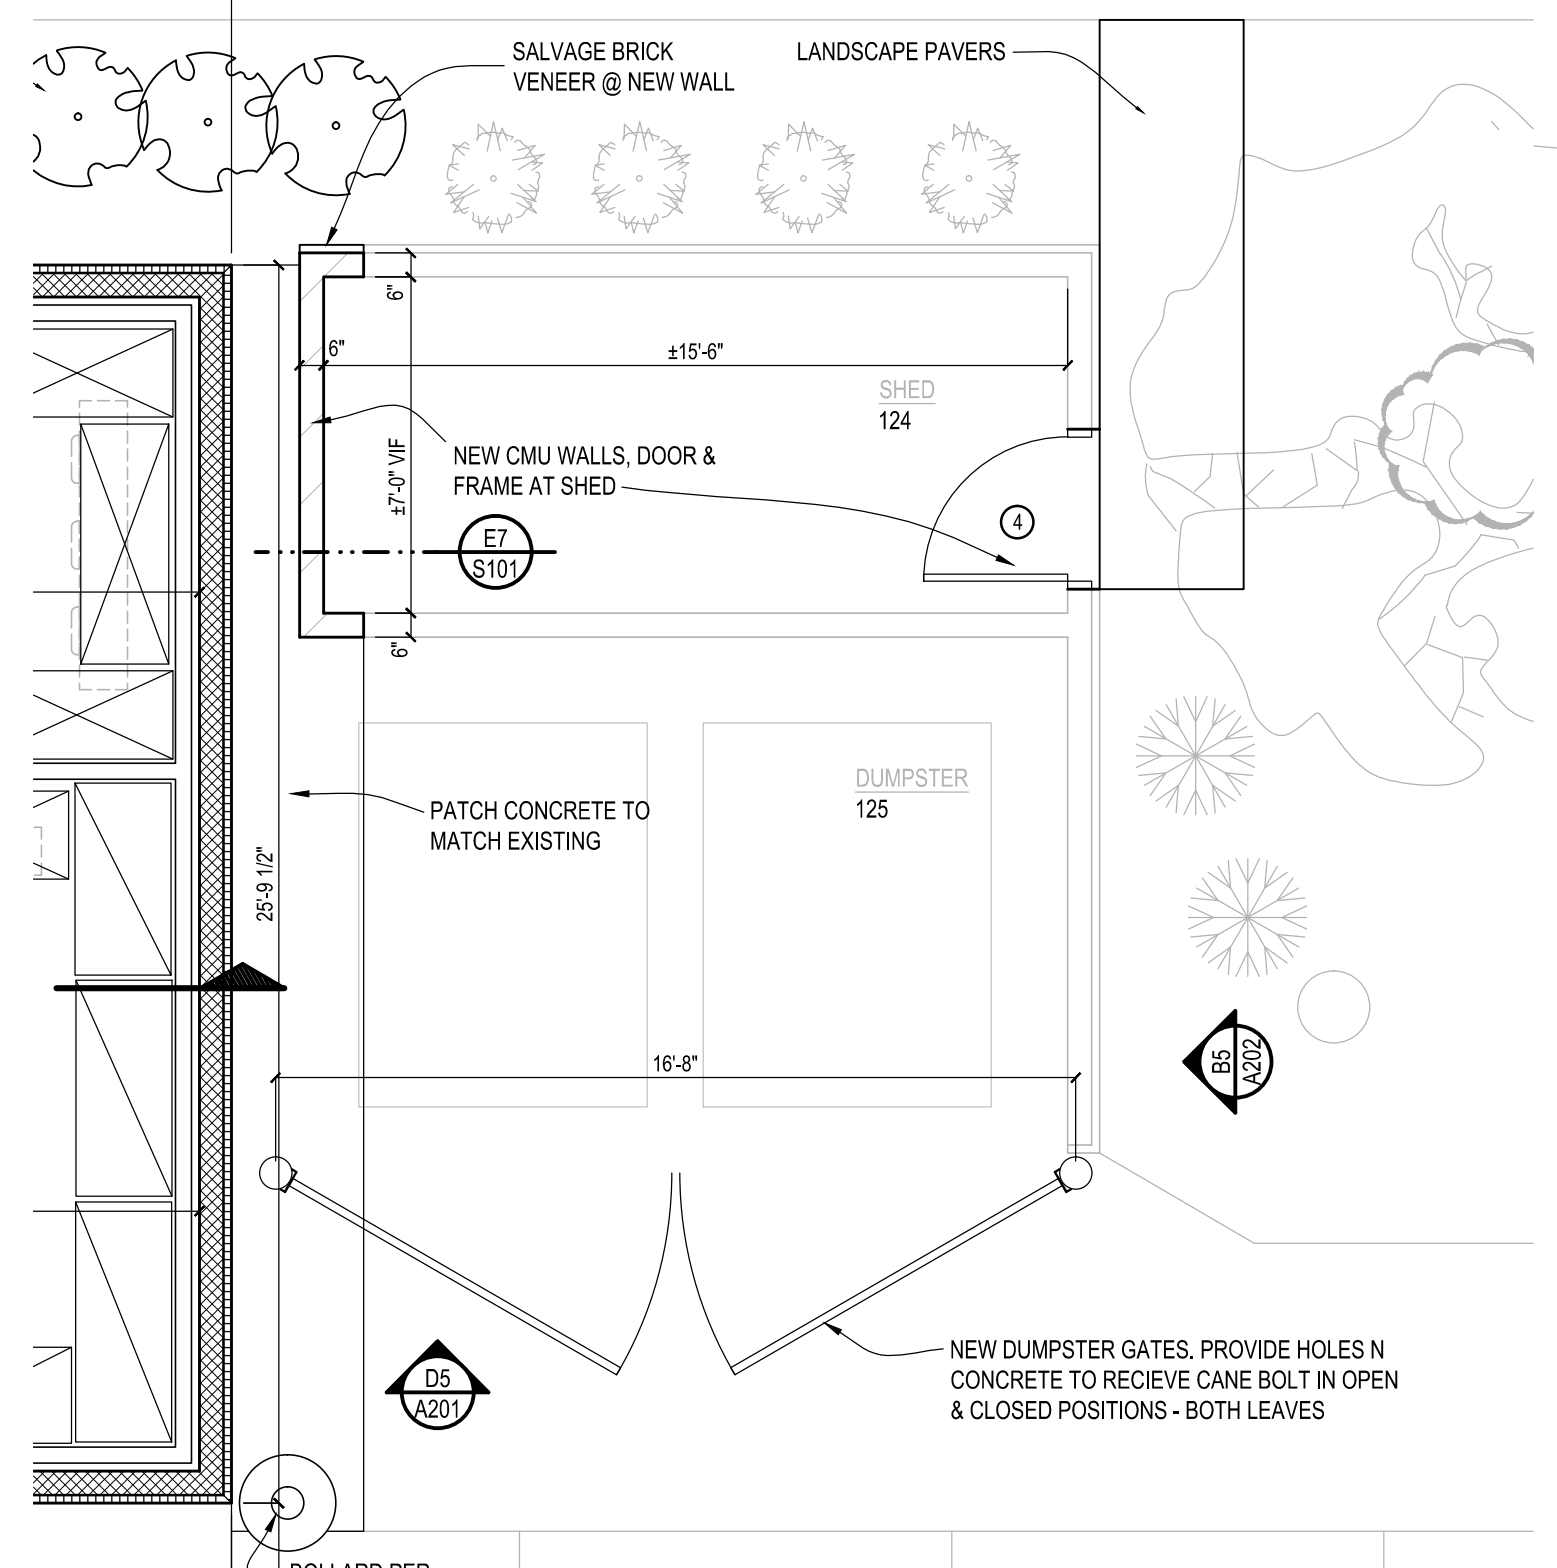 SALVAGE BRICK
VENEER @ NEW WALL
LANDSCAPE PAVERS
6"
6"
±15'-6"
SHED
124
NEW CMU WALLS, DOOR &
FRAME AT SHED
±7'-0" VIF
4
E7
S101
6"
DUMPSTER
125
PATCH CONCRETE TO
MATCH EXISTING
25'-9 1/2"
16'-8"
B5
A202
NEW DUMPSTER GATES. PROVIDE HOLES N
CONCRETE TO RECIEVE CANE BOLT IN OPEN
& CLOSED POSITIONS - BOTH LEAVES
D5
A201
BOLLARD PER